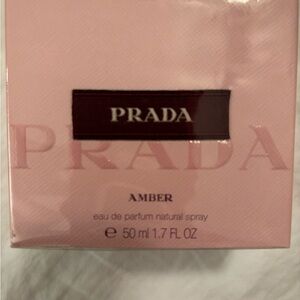 PRADA
PRADA
AMBER
eau de parfum natural spray
℮ 50 ml 1.7 FL OZ